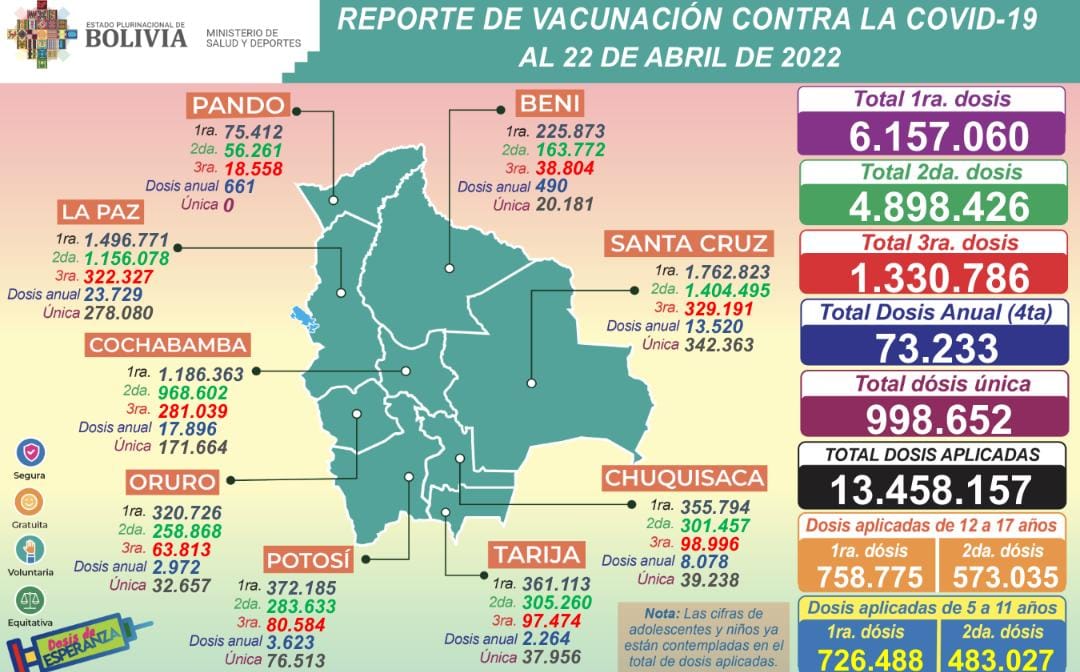 ESTADO PLURINACIONAL DE
BOLIVIA
MINISTERIO DE
SALUD Y DEPORTES
REPORTE DE VACUNACIÓN CONTRA LA COVID-19
AL 22 DE ABRIL DE 2022
PANDO
1ra. 75.412
2da. 56.261
3ra. 18.558
Dosis anual 661
Única 0
BENI
1ra. 225.873
2da. 163.772
3ra. 38.804
Dosis anual 490
Única 20.181
LA PAZ
1ra. 1.496.771
2da. 1.156.078
3ra. 322.327
Dosis anual 23.729
Única 278.080
SANTA CRUZ
1ra. 1.762.823
2da. 1.404.495
3ra. 329.191
Dosis anual 13.520
Única 342.363
COCHABAMBA
1ra. 1.186.363
2da. 968.602
3ra. 281.039
Dosis anual 17.896
Única 171.664
ORURO
1ra. 320.726
2da. 258.868
3ra. 63.813
Dosis anual 2.972
Única 32.657
POTOSÍ
1ra. 372.185
2da. 283.633
3ra. 80.584
Dosis anual 3.623
Única 76.513
TARIJA
1ra. 361.113
2da. 305.260
3ra. 97.474
Dosis anual 2.264
Única 37.956
CHUQUISACA
1ra. 355.794
2da. 301.457
3ra. 98.996
Dosis anual 8.078
Única 39.238
Segura
Gratuita
Voluntaria
Equitativa
Dosis de
ESPERANZA
Nota: Las cifras de
adolescentes y niños ya
están contempladas en el
total de dosis aplicadas.
Total 1ra. dosis
6.157.060
Total 2da. dosis
4.898.426
Total 3ra. dosis
1.330.786
Total Dosis Anual (4ta)
73.233
Total dósis única
998.652
TOTAL DOSIS APLICADAS
13.458.157
Dosis aplicadas de 12 a 17 años
1ra. dósis 2da. dósis
758.775 573.035
Dosis aplicadas de 5 a 11 años
1ra. dósis 2da. dósis
726.488 483.027